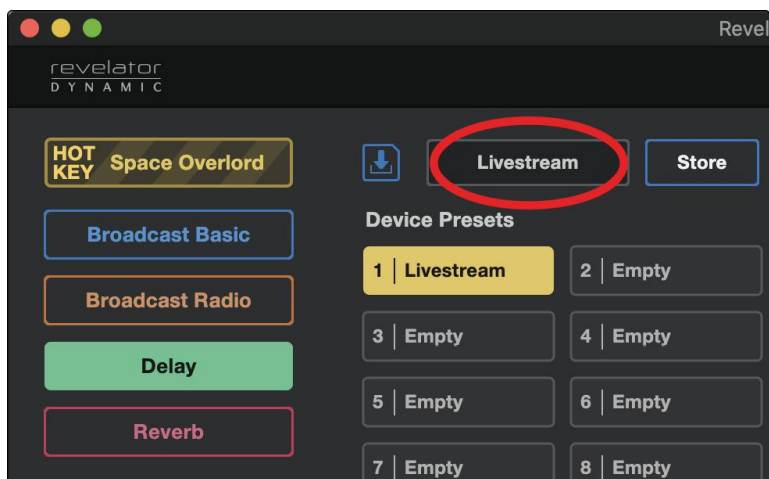 Revel
revelator
DYNAMIC
HOT KEY Space Overlord
Livestream
Store
Broadcast Basic
Broadcast Radio
Delay
Reverb
Device Presets
1 | Livestream
2 | Empty
3 | Empty
4 | Empty
5 | Empty
6 | Empty
7 | Empty
8 | Empty